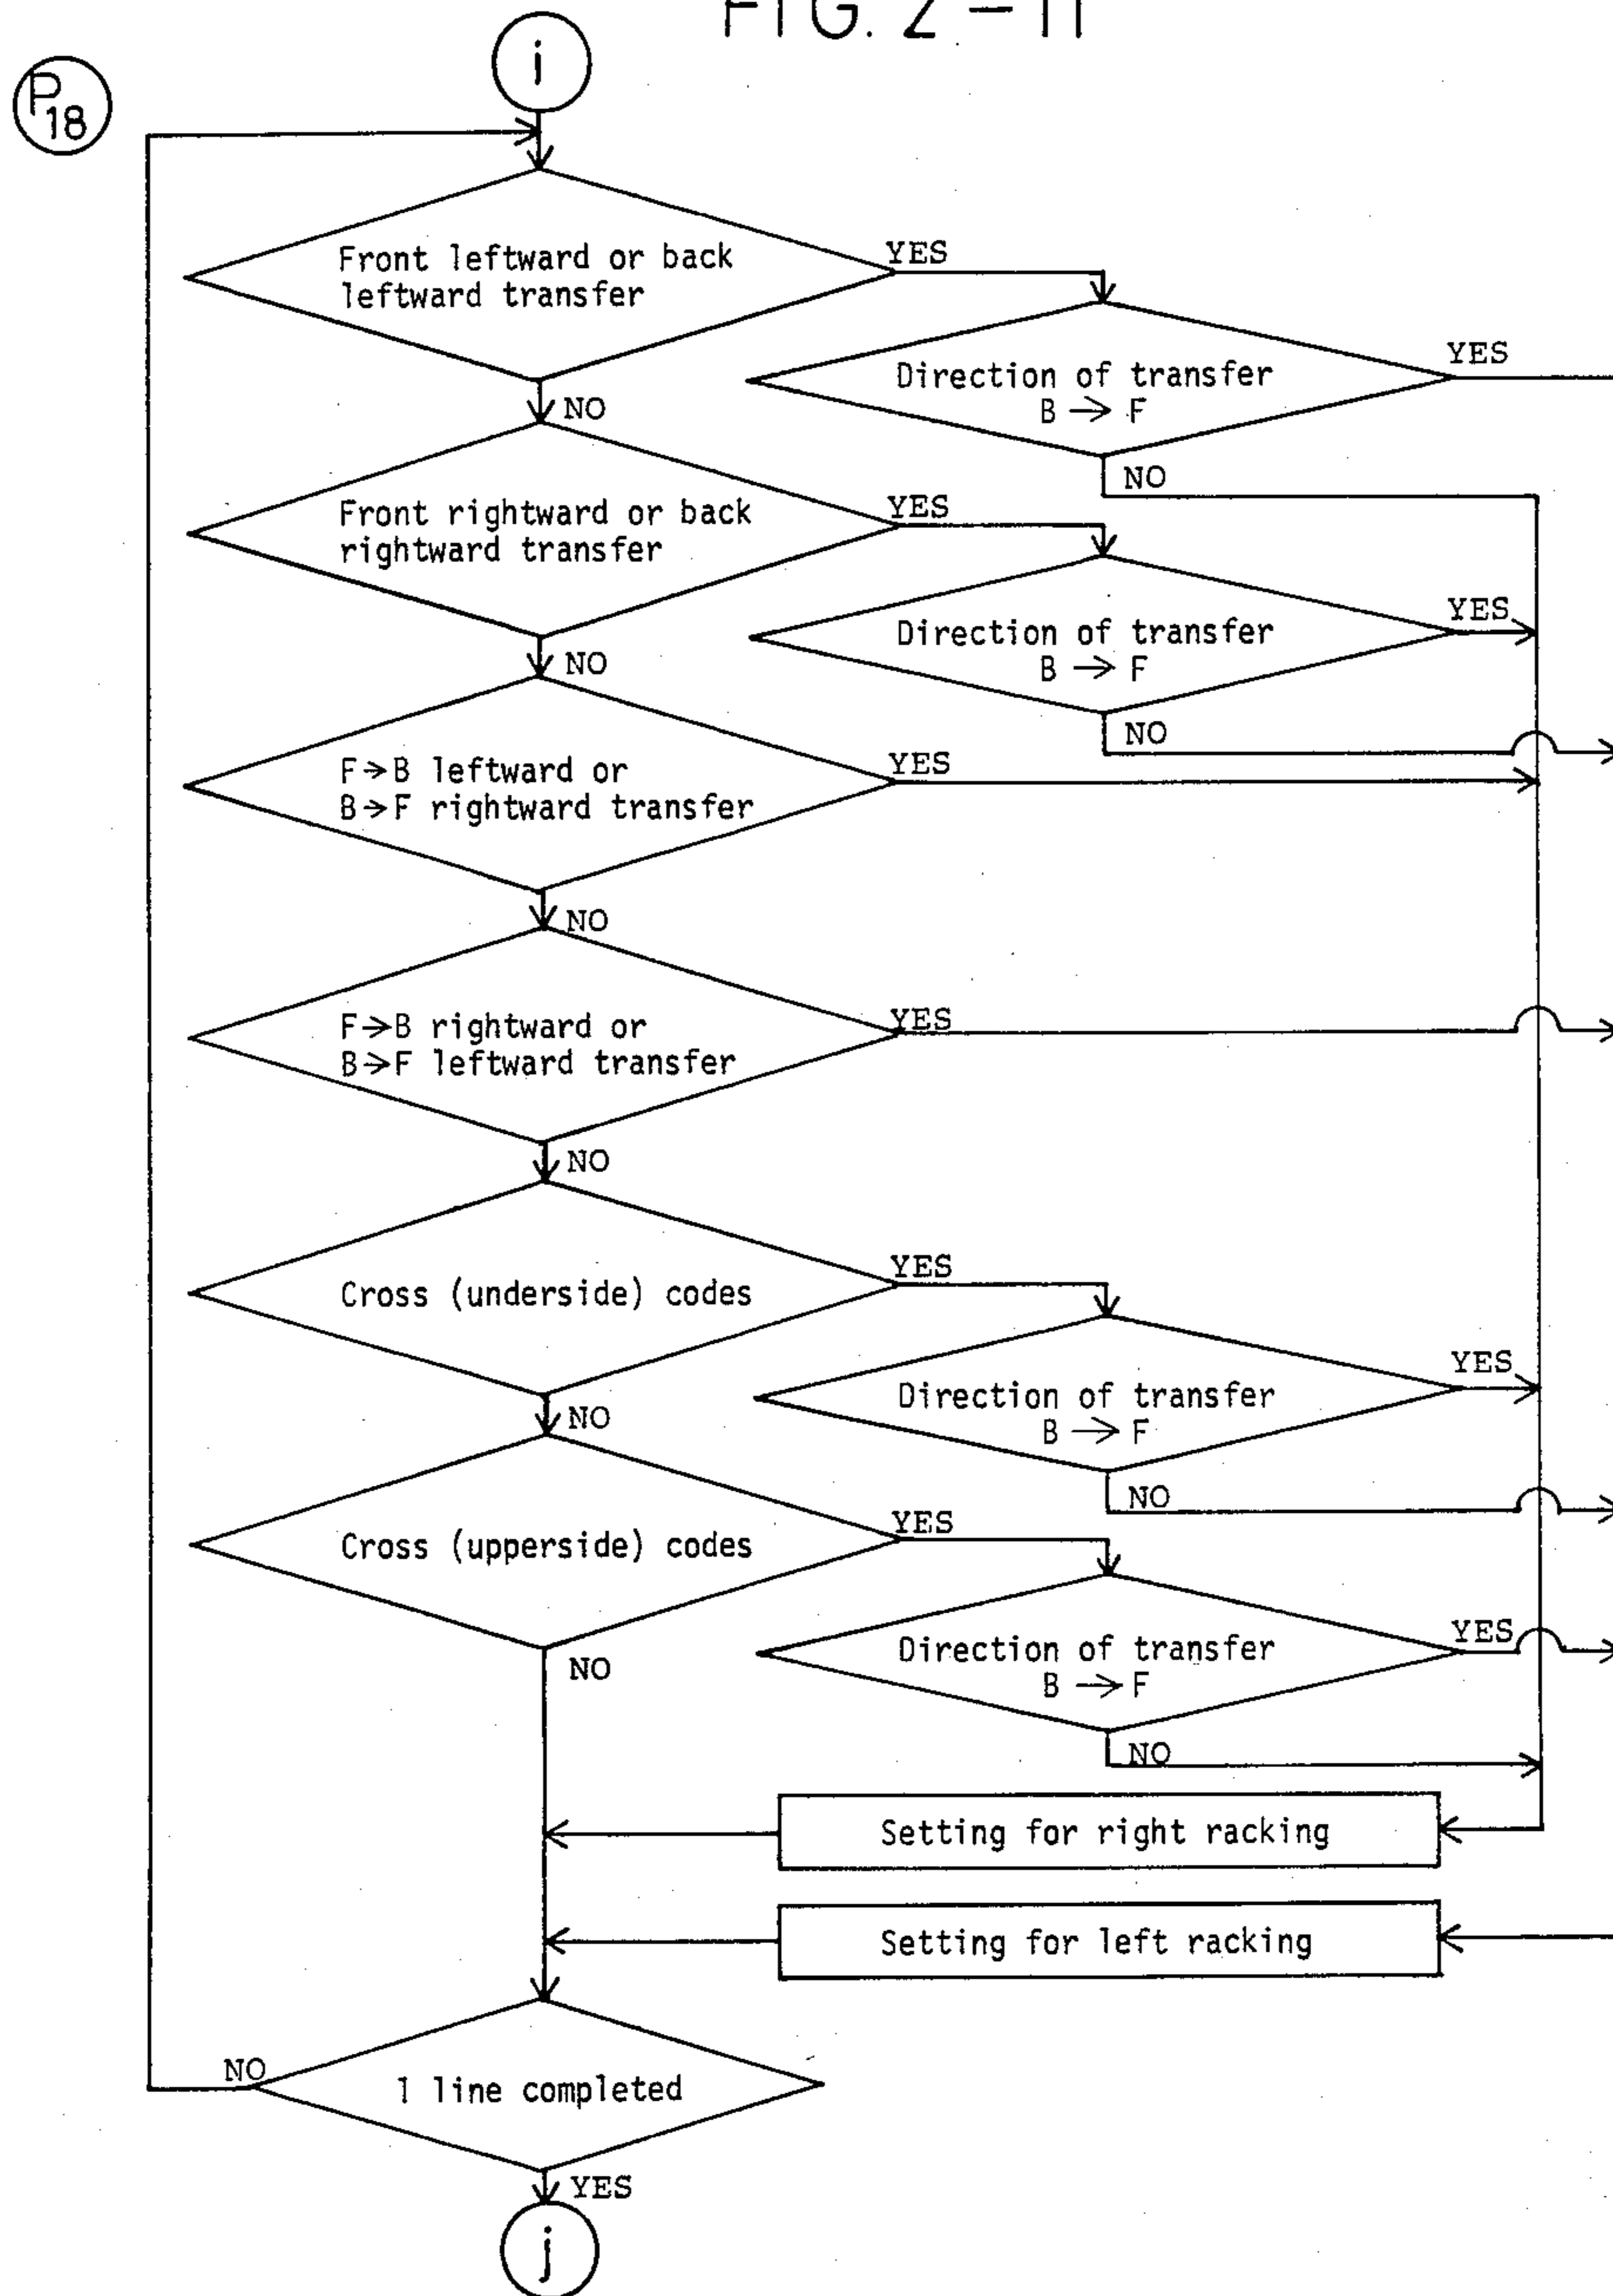 FIG. 2-11
P18
i
Front leftward or back
leftward transfer
YES
NO
Direction of transfer
B → F
YES
NO
Front rightward or back
rightward transfer
YES
NO
Direction of transfer
B → F
YES
NO
F→B leftward or
B→F rightward transfer
YES
NO
F→B rightward or
B→F leftward transfer
YES
NO
Cross (underside) codes
YES
NO
Direction of transfer
B → F
YES
NO
Cross (upperside) codes
YES
NO
Direction of transfer
B → F
YES
NO
Setting for right racking
Setting for left racking
1 line completed
NO
YES
j